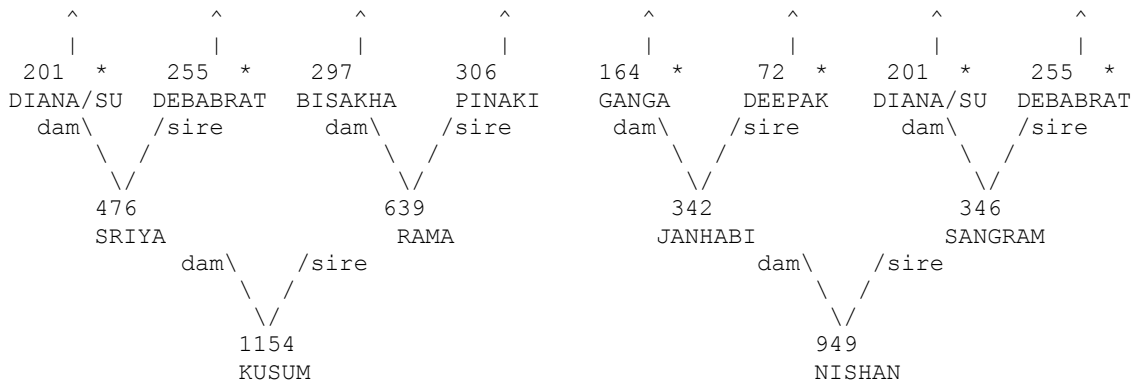 ^ ^ ^ ^ ^ ^ ^ ^
| | | | | | | |
201 * 255 * 297 306 164 * 72 * 201 * 255 *
DIANA/SU DEBABRAT BISAKHA PINAKI GANGA DEEPAK DIANA/SU DEBABRAT
dam\ /sire dam\ /sire dam\ /sire dam\ /sire
\ / \ / \ / \ /
\/ \/ \/ \/
476 639 342 346
SRIYA RAMA JANHABI SANGRAM
dam\ /sire dam\ /sire
\ / \ /
\/ \/
1154 949
KUSUM NISHAN